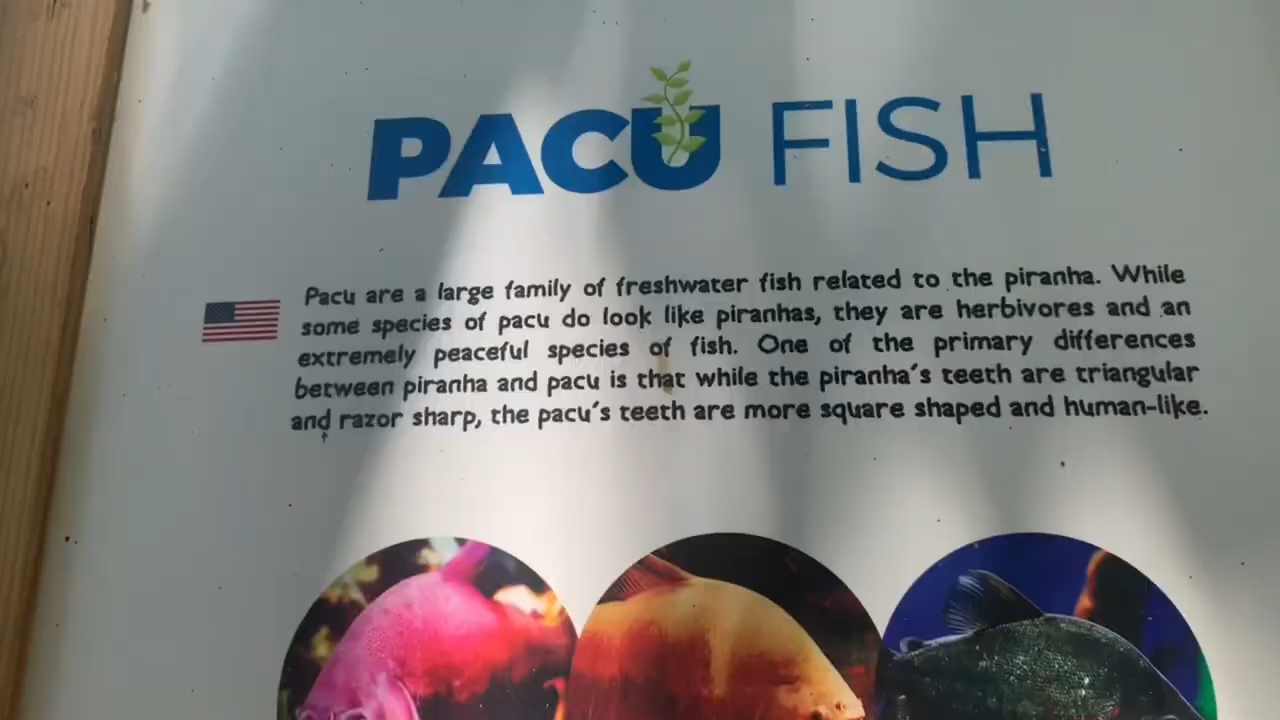 PACU FISH
Pacu are a large family of freshwater fish related to the piranha. While
some species of pacu do look like piranhas, they are herbivores and an
extremely peaceful species of fish. One of the primary differences
between piranha and pacu is that while the piranha's teeth are triangular
and razor sharp, the pacu's teeth are more square shaped and human-like.